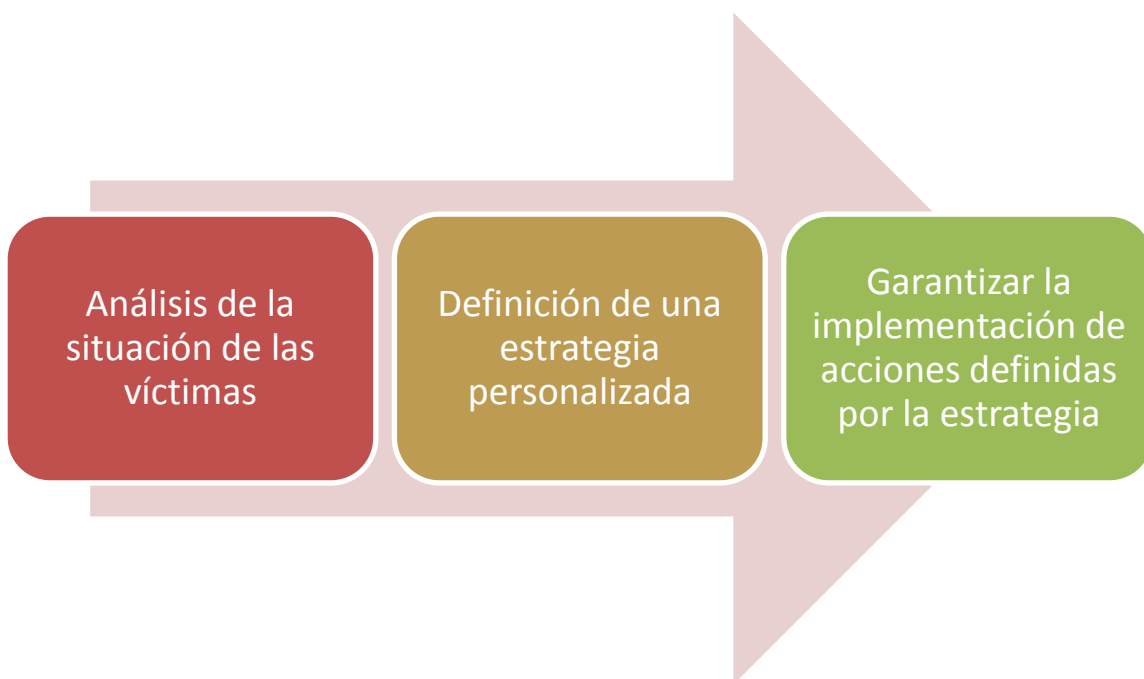 Análisis de la
situación de las
víctimas
Definición de una
estrategia
personalizada
Garantizar la
implementación de
acciones definidas
por la estrategia